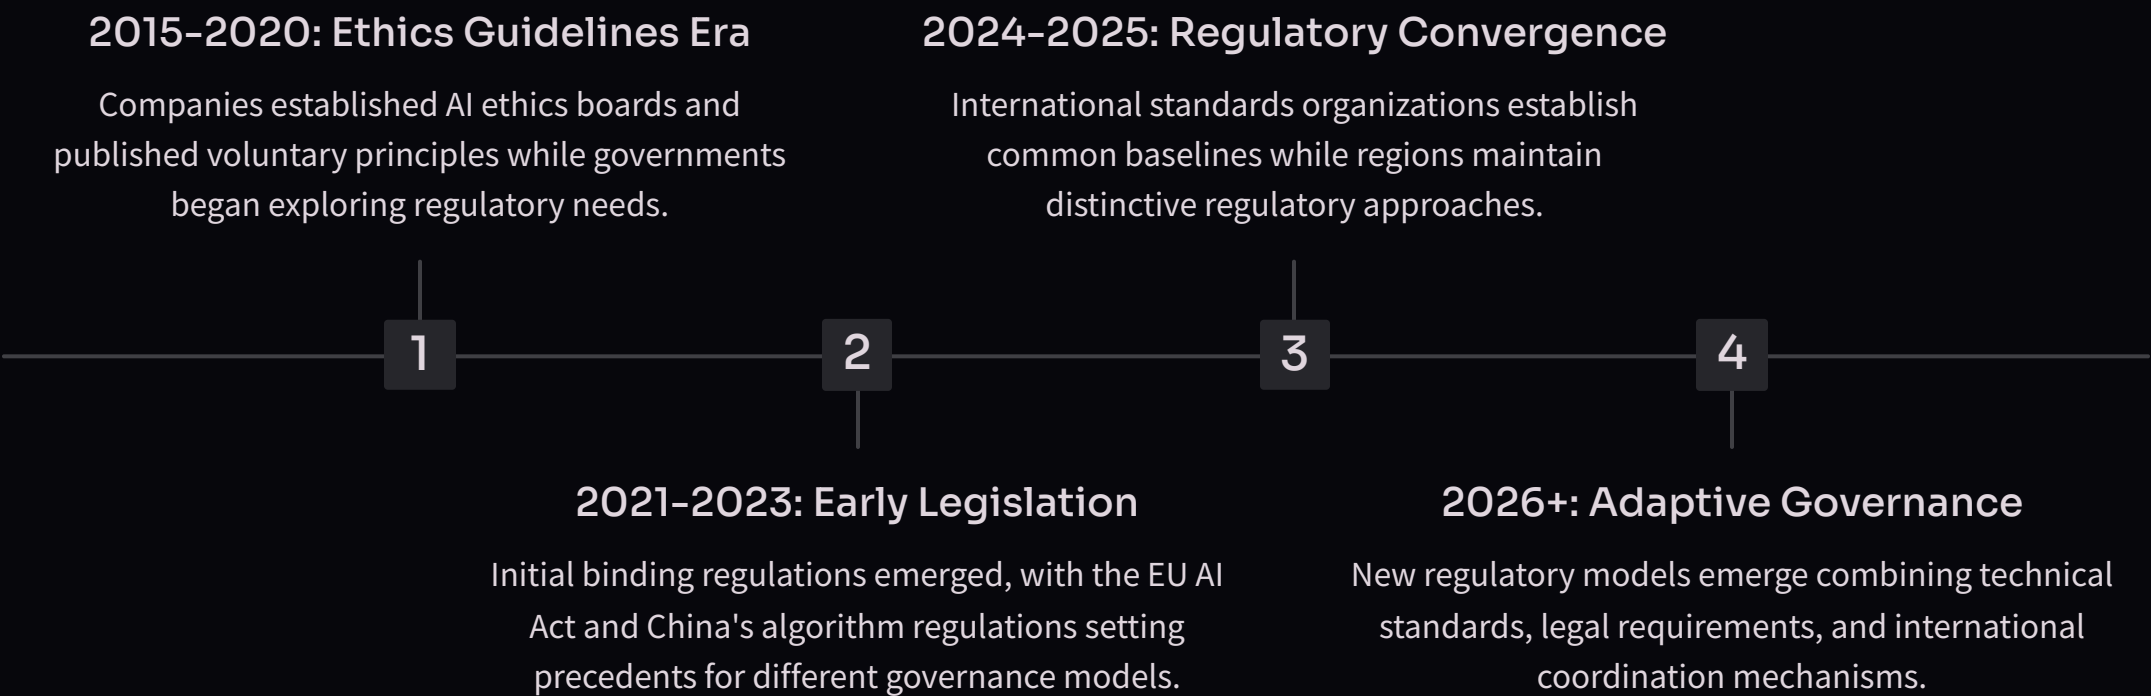 2015-2020: Ethics Guidelines Era
Companies established AI ethics boards and
published voluntary principles while governments
began exploring regulatory needs.
2024-2025: Regulatory Convergence
International standards organizations establish
common baselines while regions maintain
distinctive regulatory approaches.
1
2
3
4
2021-2023: Early Legislation
Initial binding regulations emerged, with the EU AI
Act and China's algorithm regulations setting
precedents for different governance models.
2026+: Adaptive Governance
New regulatory models emerge combining technical
standards, legal requirements, and international
coordination mechanisms.